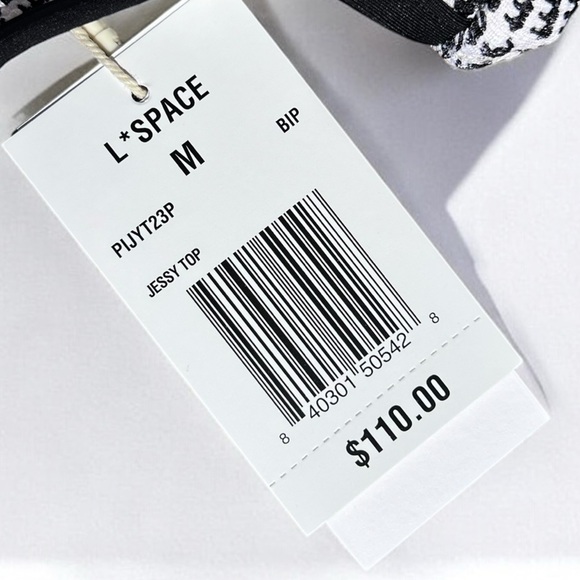 L*SPACE
M
BIP
PIJYT23P
JESSY TOP
8 40301 50542 8
$110.00